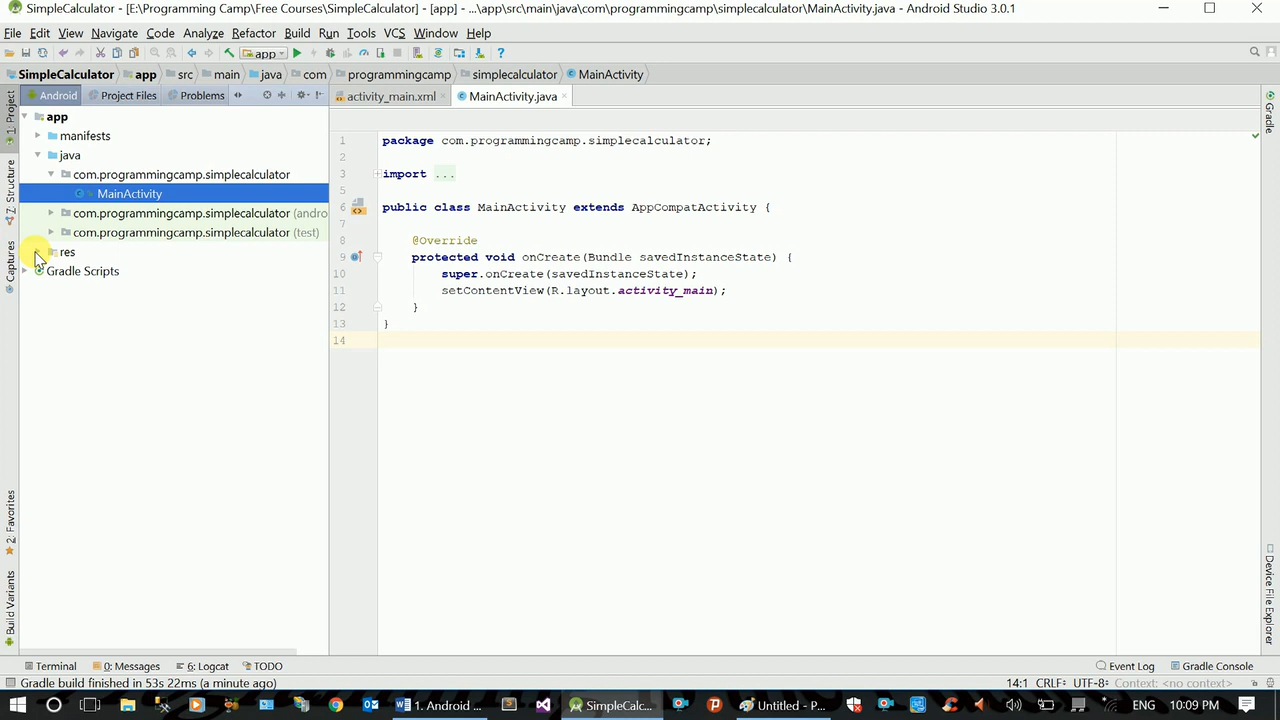 SimpleCalculator - [E:\Programming Camp\Free Courses\SimpleCalculator] - [app] - ...\app\src\main\java\com\programmingcamp\simplecalculator\MainActivity.java - Android Studio 3.0.1
File Edit View Navigate Code Analyze Refactor Build Run Tools VCS Window Help
app
SimpleCalculator app src main java com programmingcamp simplecalculator MainActivity
Android Project Files Problems activity_main.xml MainActivity.java
1: Project
Z: Structure
Captures
2: Favorites
Build Variants
app
manifests
java
com.programmingcamp.simplecalculator
MainActivity
com.programmingcamp.simplecalculator (andro
com.programmingcamp.simplecalculator (test)
res
Gradle Scripts
1 package com.programmingcamp.simplecalculator;
2
3 import ...
5
6 public class MainActivity extends AppCompatActivity {
7
8 @Override
9 protected void onCreate(Bundle savedInstanceState) {
10 super.onCreate(savedInstanceState);
11 setContentView(R.layout.activity_main);
12 }
13 }
14
Gradle
Device File Explorer
Terminal 0: Messages 6: Logcat TODO Event Log Gradle Console
Gradle build finished in 53s 22ms (a minute ago) 14:1 CRLF÷ UTF-8÷ Context: <no context>
1. Android ... SimpleCalc... Untitled - P... ENG 10:09 PM